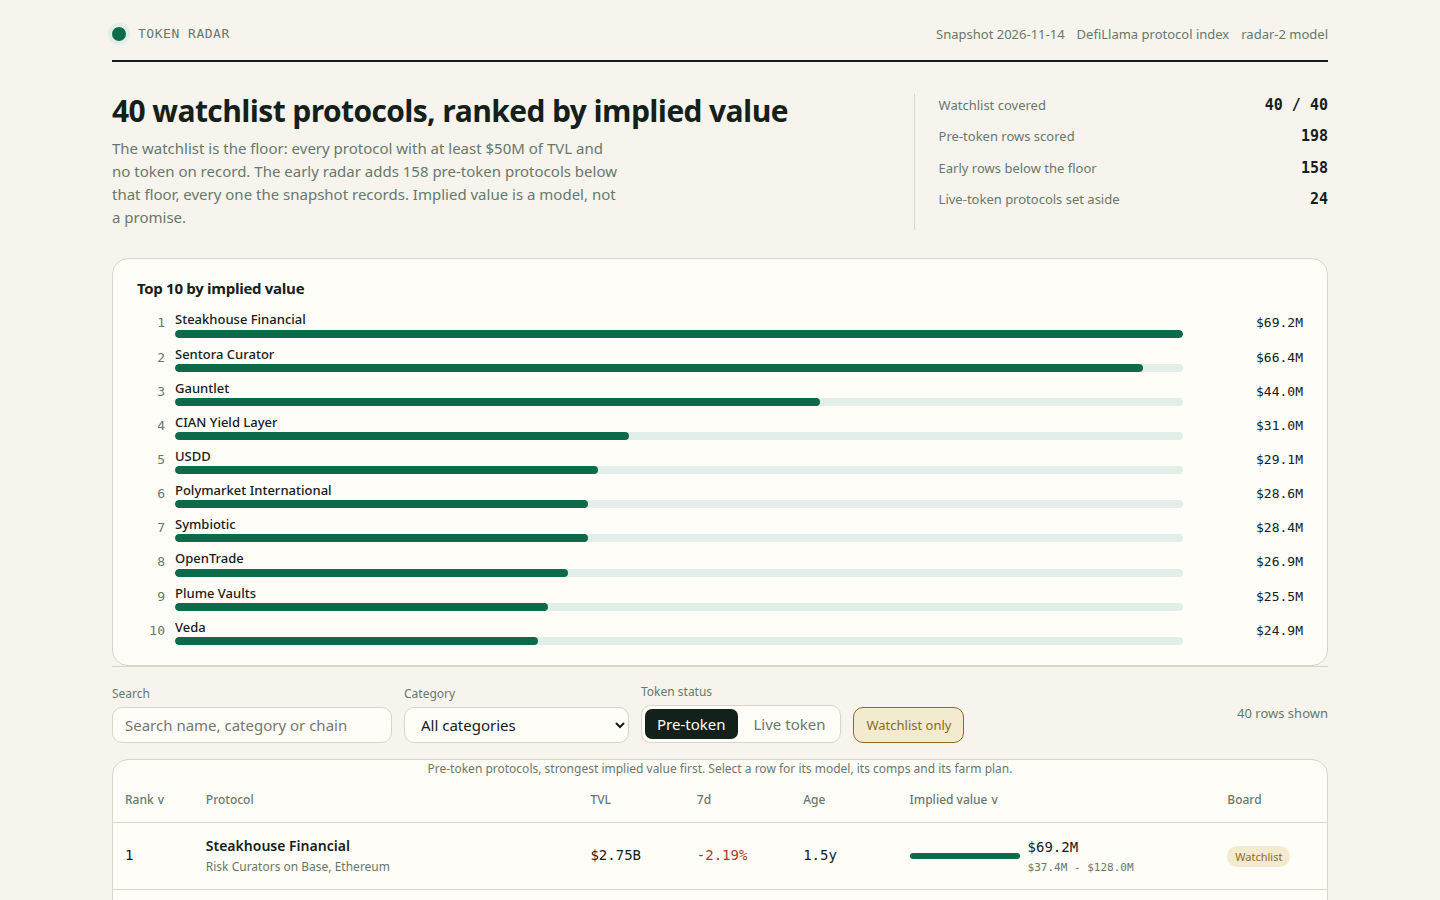 TOKEN RADAR
Snapshot 2026-11-14 DefiLlama protocol index radar-2 model
40 watchlist protocols, ranked by implied value
The watchlist is the floor: every protocol with at least $50M of TVL and
no token on record. The early radar adds 158 pre-token protocols below
that floor, every one the snapshot records. Implied value is a model, not
a promise.
Watchlist covered 40 / 40
Pre-token rows scored 198
Early rows below the floor 158
Live-token protocols set aside 24
Top 10 by implied value
1 Steakhouse Financial $69.2M
2 Sentora Curator $66.4M
3 Gauntlet $44.0M
4 CIAN Yield Layer $31.0M
5 USDD $29.1M
6 Polymarket International $28.6M
7 Symbiotic $28.4M
8 OpenTrade $26.9M
9 Plume Vaults $25.5M
10 Veda $24.9M
Search Category Token status
Search name, category or chain All categories Pre-token Live token Watchlist only 40 rows shown
Pre-token protocols, strongest implied value first. Select a row for its model, its comps and its farm plan.
Rank v Protocol TVL 7d Age Implied value v Board
1 Steakhouse Financial $2.75B -2.19% 1.5y $69.2M Watchlist
Risk Curators on Base, Ethereum $37.4M - $128.0M